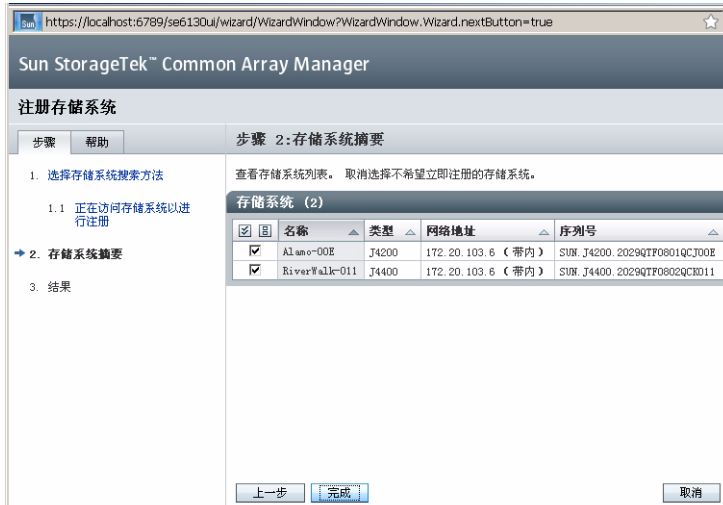 Sun https://localhost:6789/se6130ui/wizard/WizardWindow?WizardWindow.Wizard.nextButton=true
Sun StorageTek™ Common Array Manager
注册存储系统
步骤 帮助
1. 选择存储系统搜索方法
1.1 正在访问存储系统以进
行注册
2. 存储系统摘要
3. 结果
步骤 2:存储系统摘要
查看存储系统列表。 取消选择不希望立即注册的存储系统。
存储系统 (2)
名称 类型 网络地址 序列号
Alamo-00E J4200 172.20.103.6 (带内) SUN.J4200.2029QTF0801QCJ00E
RiverWalk-011 J4400 172.20.103.6 (带内) SUN.J4400.2029QTF0802QCK011
上一步 完成 取消